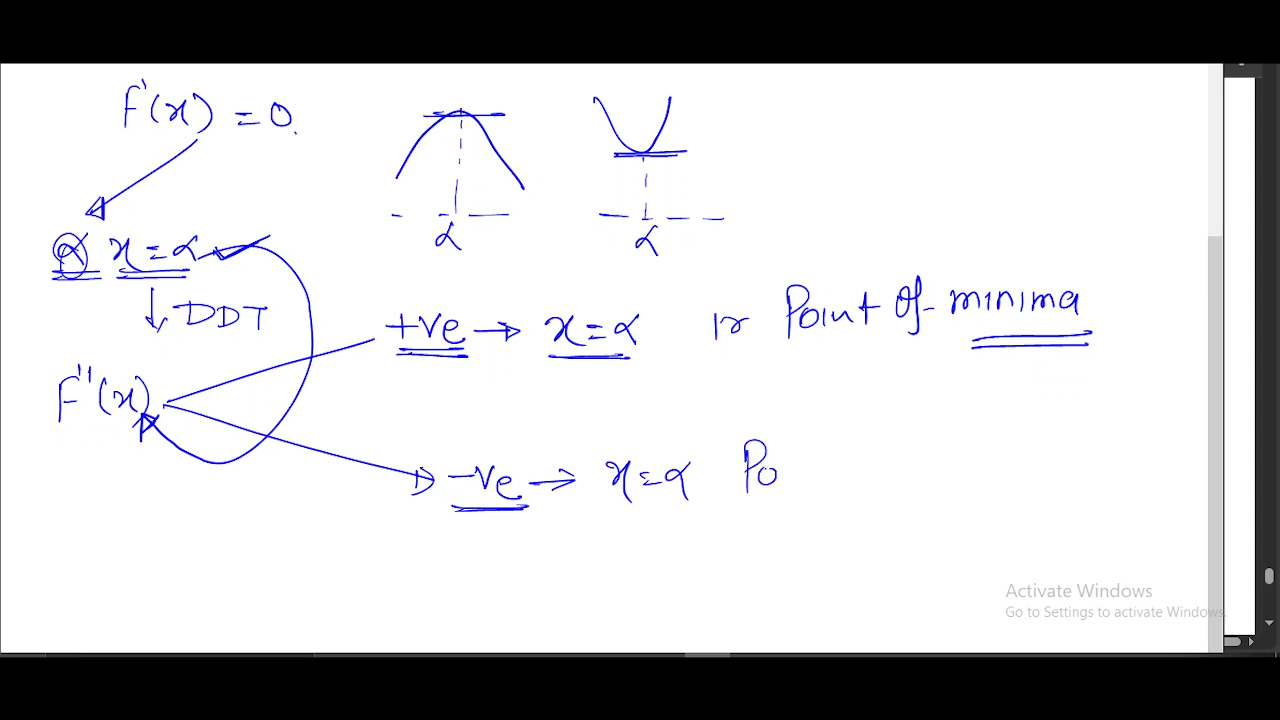 F'(x) = 0.
α
α
α x = α
DDT
+ve → x = α is Point of minima
F''(x)
-ve → x = α Po
Activate Windows
Go to Settings to activate Windows.